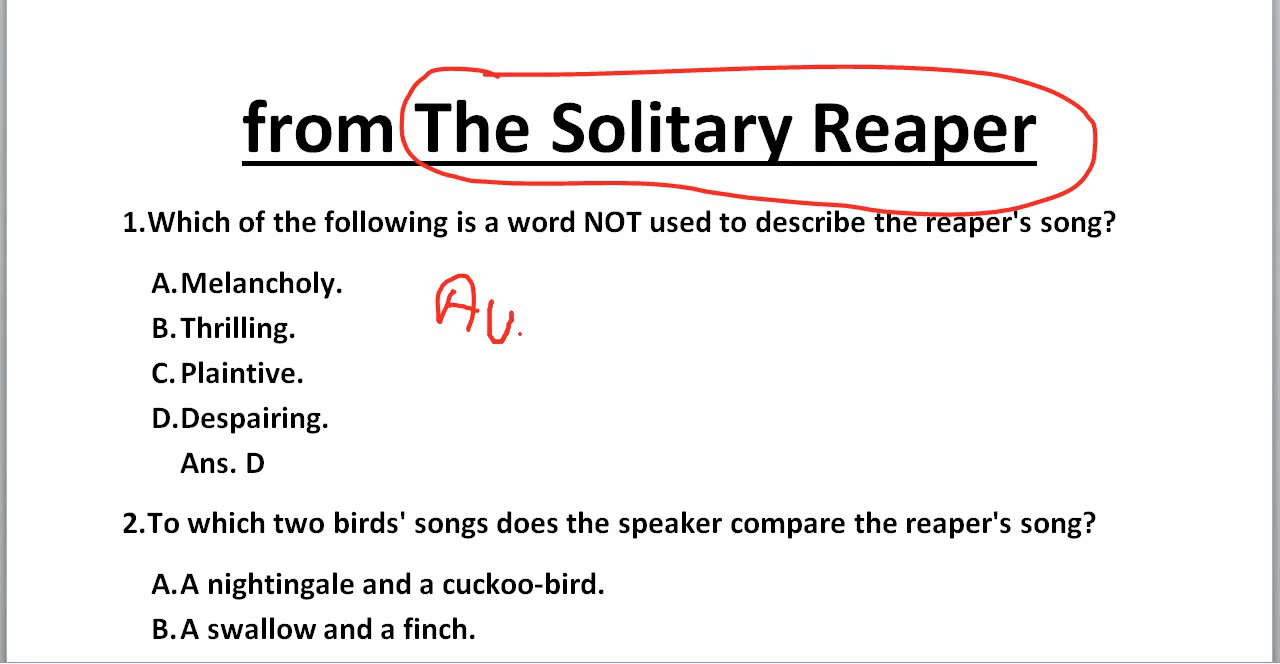 from The Solitary Reaper
1.Which of the following is a word NOT used to describe the reaper's song?
A.Melancholy.
B.Thrilling.
C.Plaintive.
D.Despairing.
Ans. D
2.To which two birds' songs does the speaker compare the reaper's song?
A.A nightingale and a cuckoo-bird.
B.A swallow and a finch.